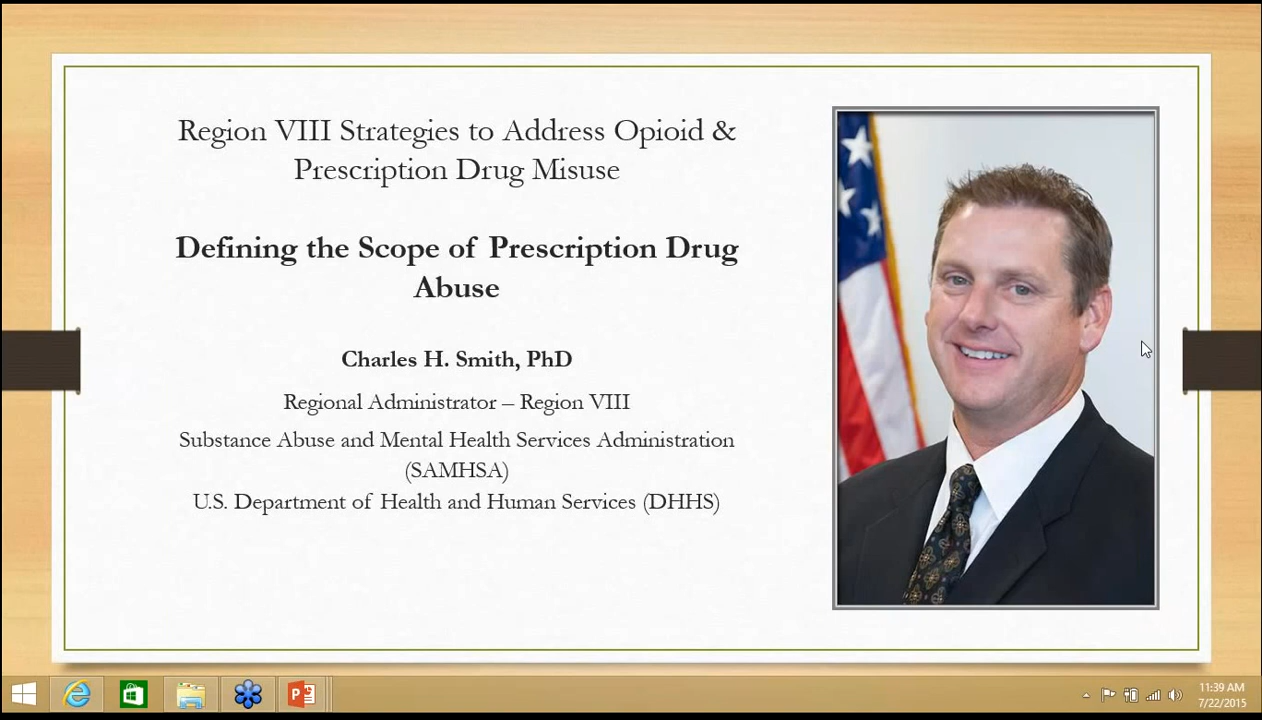 Region VIII Strategies to Address Opioid &
Prescription Drug Misuse
Defining the Scope of Prescription Drug
Abuse
Charles H. Smith, PhD
Regional Administrator – Region VIII
Substance Abuse and Mental Health Services Administration
(SAMHSA)
U.S. Department of Health and Human Services (DHHS)
11:39 AM
7/22/2015